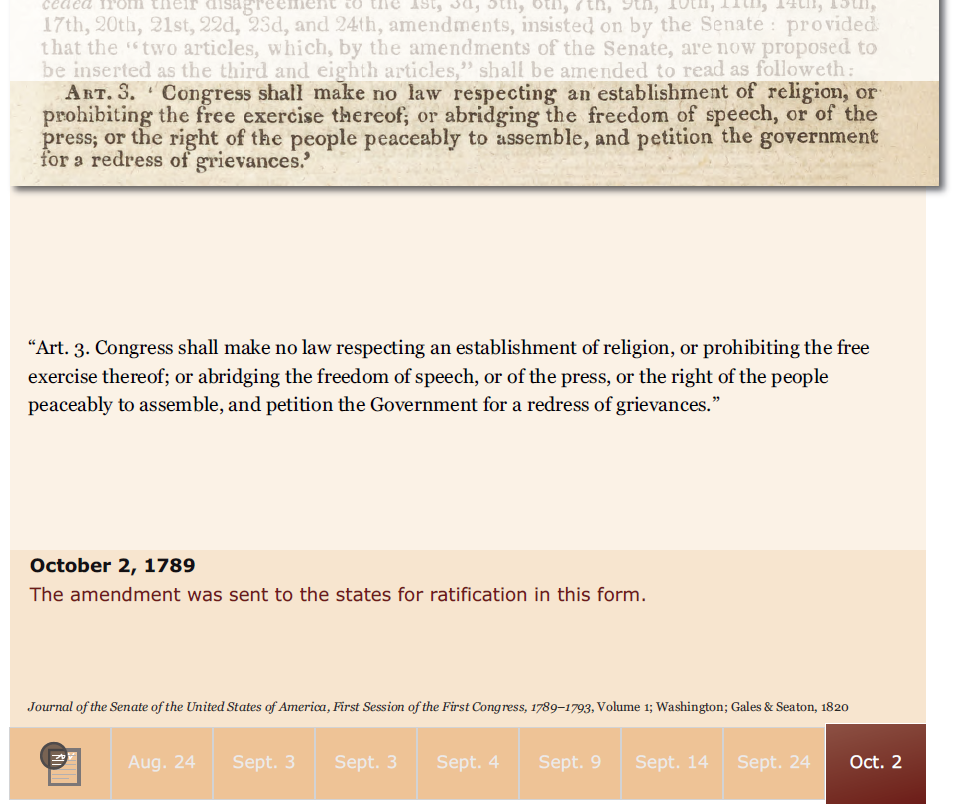 ceded from their disagreement to the 1st, 3d, 5th, 6th, 7th, 9th, 10th, 11th, 14th, 15th,
17th, 20th, 21st, 22d, 23d, and 24th, amendments, insisted on by the Senate : provided
that the “two articles, which, by the amendments of the Senate, are now proposed to
be inserted as the third and eighth articles,” shall be amended to read as followeth:
ART. 3. ‘ Congress shall make no law respecting an establishment of religion, or
prohibiting the free exercise thereof; or abridging the freedom of speech, or of the
press; or the right of the people peaceably to assemble, and petition the government
for a redress of grievances.’
“Art. 3. Congress shall make no law respecting an establishment of religion, or prohibiting the free
exercise thereof; or abridging the freedom of speech, or of the press, or the right of the people
peaceably to assemble, and petition the Government for a redress of grievances.”
October 2, 1789
The amendment was sent to the states for ratification in this form.
Journal of the Senate of the United States of America, First Session of the First Congress, 1789–1793, Volume 1; Washington; Gales & Seaton, 1820
Aug. 24 Sept. 3 Sept. 3 Sept. 4 Sept. 9 Sept. 14 Sept. 24 Oct. 2